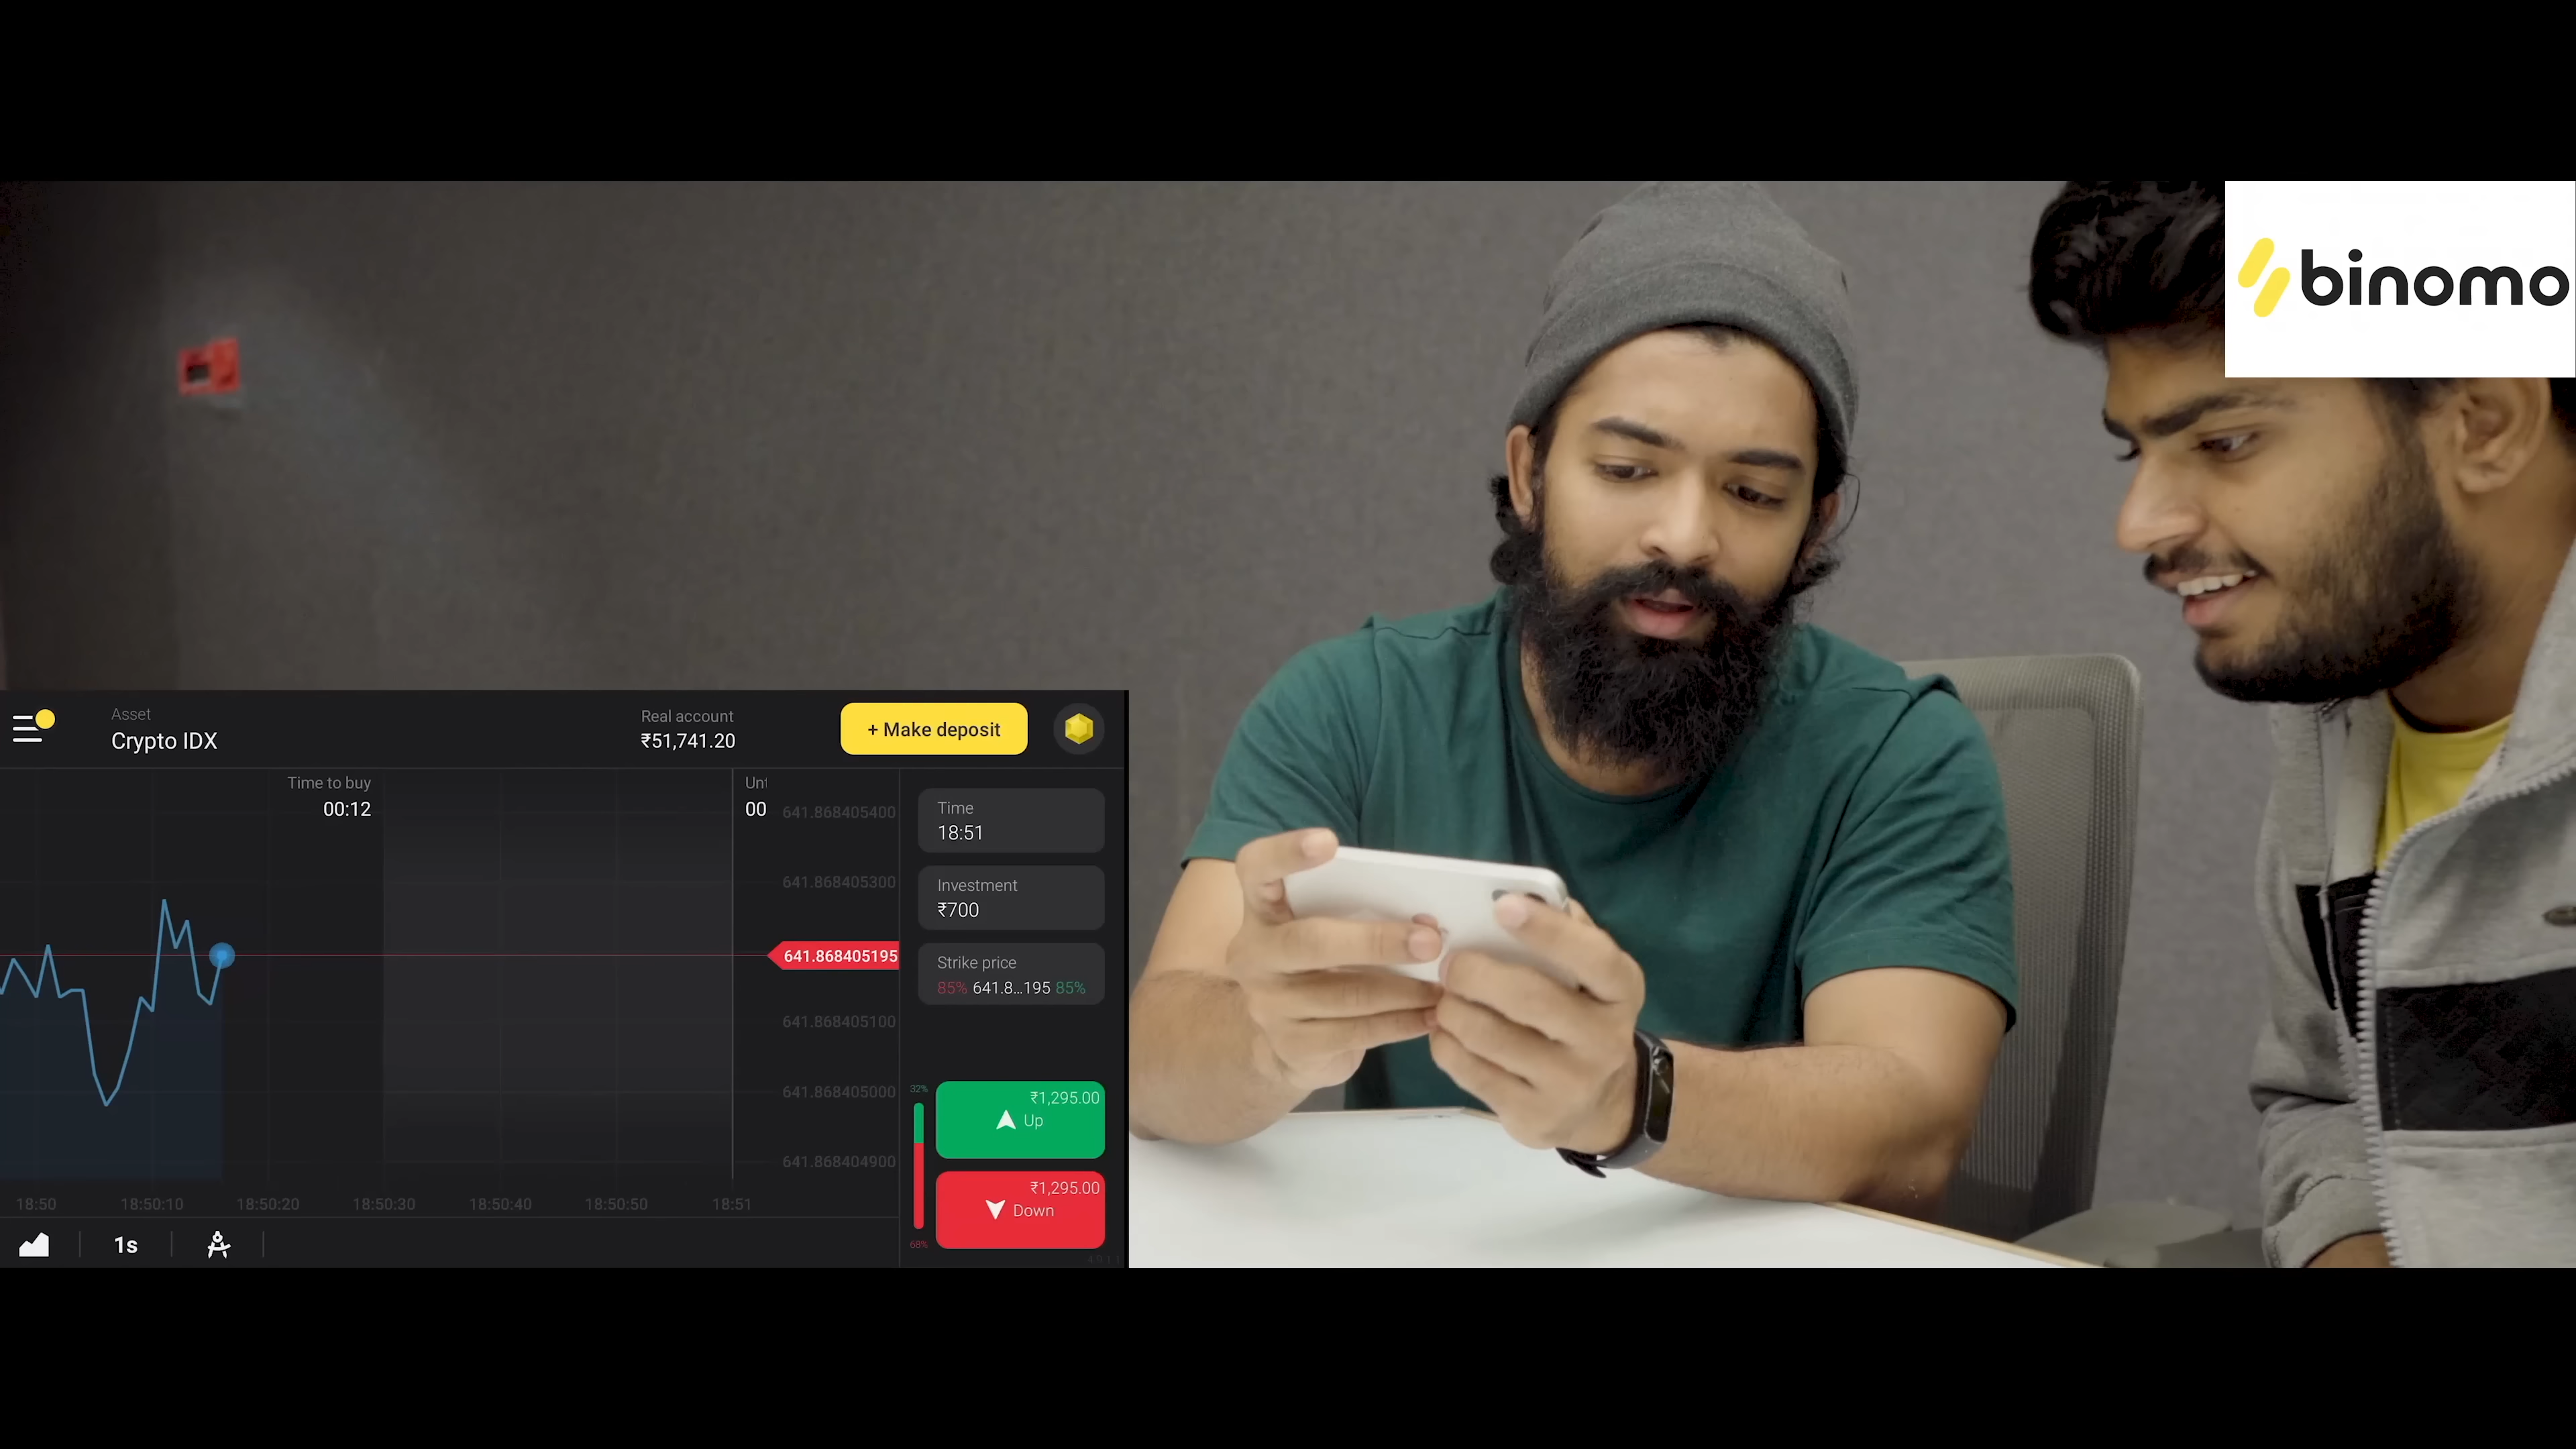 binomo
Asset
Crypto IDX
Real account
₹51,741.20
+ Make deposit
Time to buy
00:12
Unt
00
641.868405400
641.868405300
641.868405195
641.868405100
641.868405000
641.868404900
18:50
18:50:10
18:50:20
18:50:30
18:50:40
18:50:50
18:51
1s
Time
18:51
Investment
₹700
Strike price
85% 641.8...195 85%
32%
₹1,295.00
Up
₹1,295.00
Down
68%